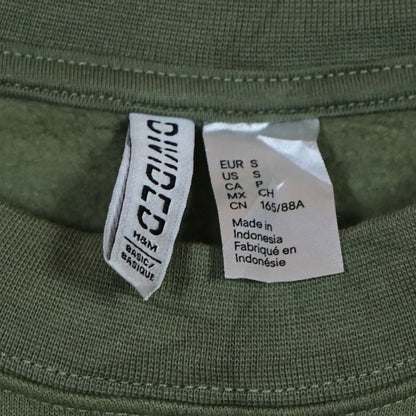 DIVIDED
H&M
BASIC/
BASIQUE
EUR S
US S
CA P
MX CH
CN 165/88A
Made in
Indonesia
Fabriqué en
Indonésie